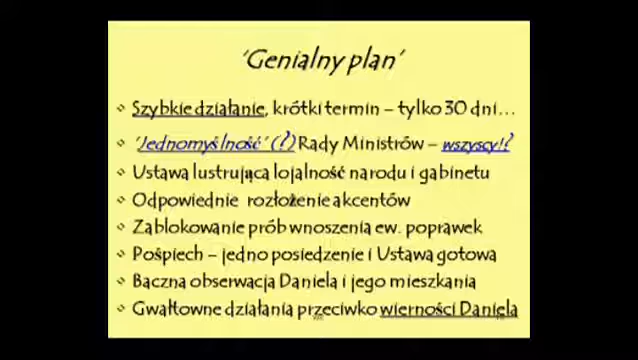 'Genialny plan'
• Szybkie działanie, krótki termin – tylko 30 dni…
• 'Jednomyślność' (?) Rady Ministrów – wszyscy!?
• Ustawa lustrująca lojalność narodu i gabinetu
• Odpowiednie rozłożenie akcentów
• Zablokowanie prób wnoszenia ew. poprawek
• Pośpiech – jedno posiedzenie i Ustawa gotowa
• Baczna obserwacja Daniela i jego mieszkania
• Gwałtowne działania przeciwko wierności Daniela